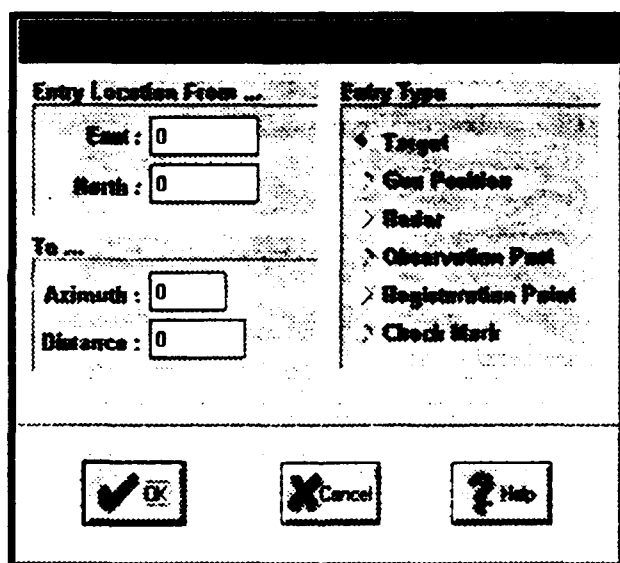 Entry Location From ...
East : 0
North : 0
To ...
Azimuth : 0
Distance : 0
Entry Type
Target
Gun Position
Radar
Observation Post
Registeration Point
Check Mark
OK
Cancel
Help